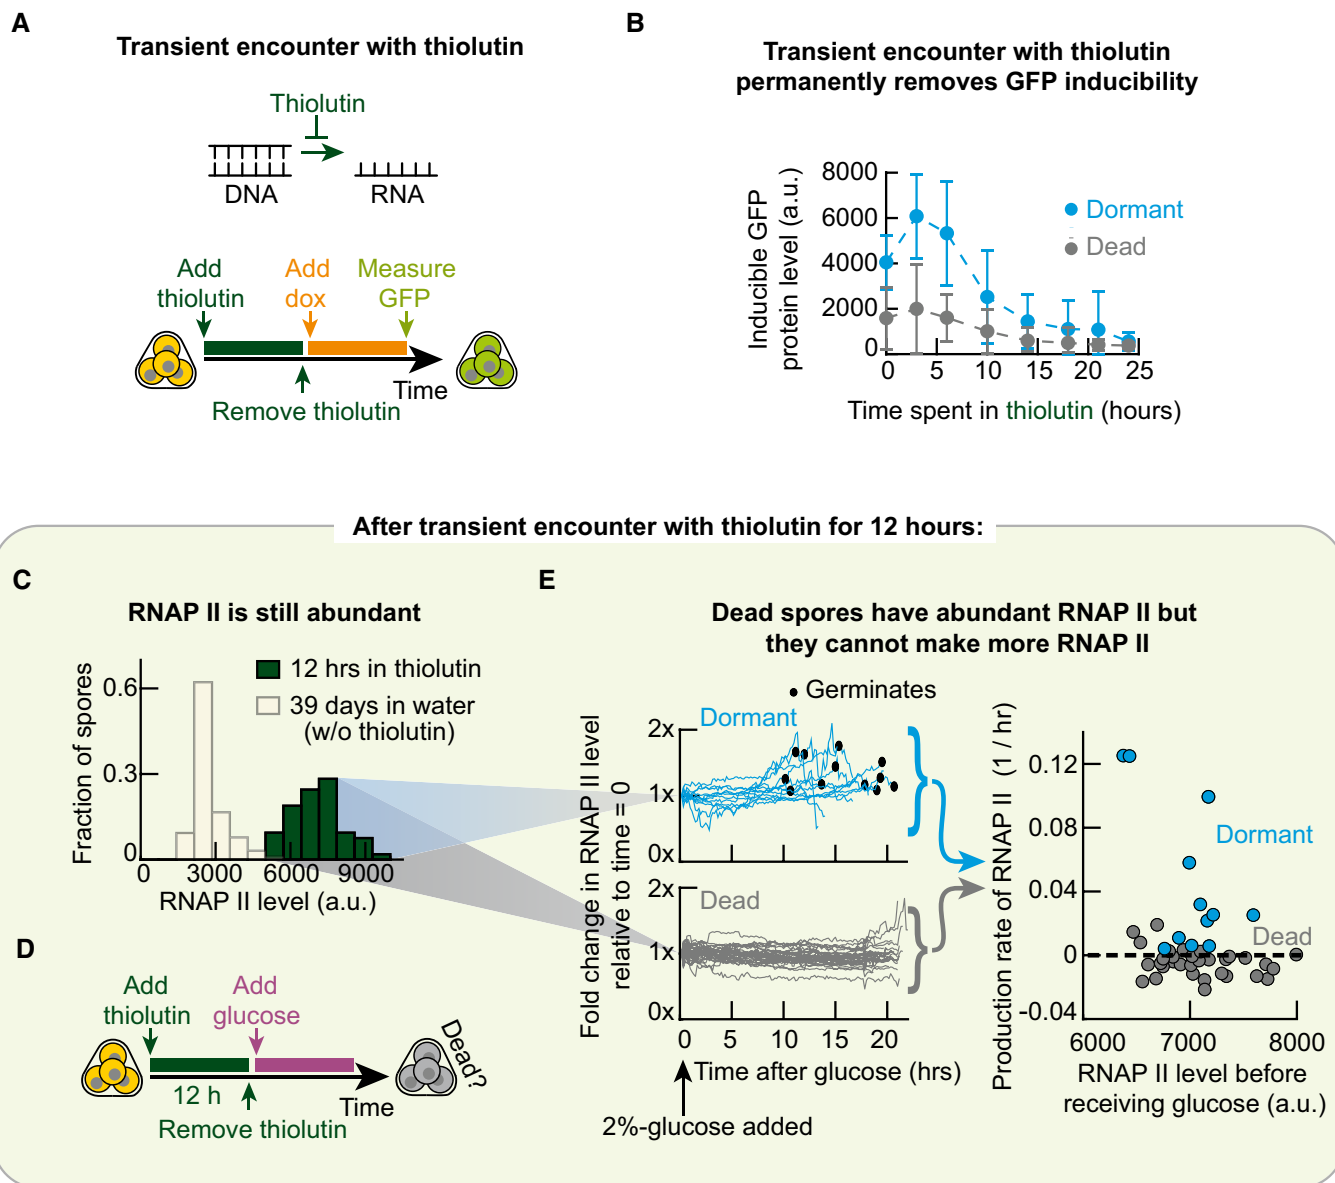 A
Transient encounter with thiolutin
Thiolutin
DNA
RNA
Add
thiolutin
Add
dox
Measure
GFP
Time
Remove thiolutin
B
Transient encounter with thiolutin
permanently removes GFP inducibility
Inducible GFP
protein level (a.u.)
8000
6000
4000
2000
0
Dormant
Dead
0 5 10 15 20 25
Time spent in thiolutin (hours)
After transient encounter with thiolutin for 12 hours:
C
RNAP II is still abundant
Fraction of spores
0.6
0.3
0
12 hrs in thiolutin
39 days in water
(w/o thiolutin)
0 3000 6000 9000
RNAP II level (a.u.)
D
Add
thiolutin
Add
glucose
12 h
Time
Remove thiolutin
Dead?
E
Dead spores have abundant RNAP II but
they cannot make more RNAP II
Germinates
Fold change in RNAP II level
relative to time = 0
Dormant
2x
1x
0x
Dead
2x
1x
0x
0 5 10 15 20
Time after glucose (hrs)
2%-glucose added
Production rate of RNAP II (1 / hr)
0.12
0.08
0.04
0
-0.04
Dormant
Dead
6000 7000 8000
RNAP II level before
receiving glucose (a.u.)